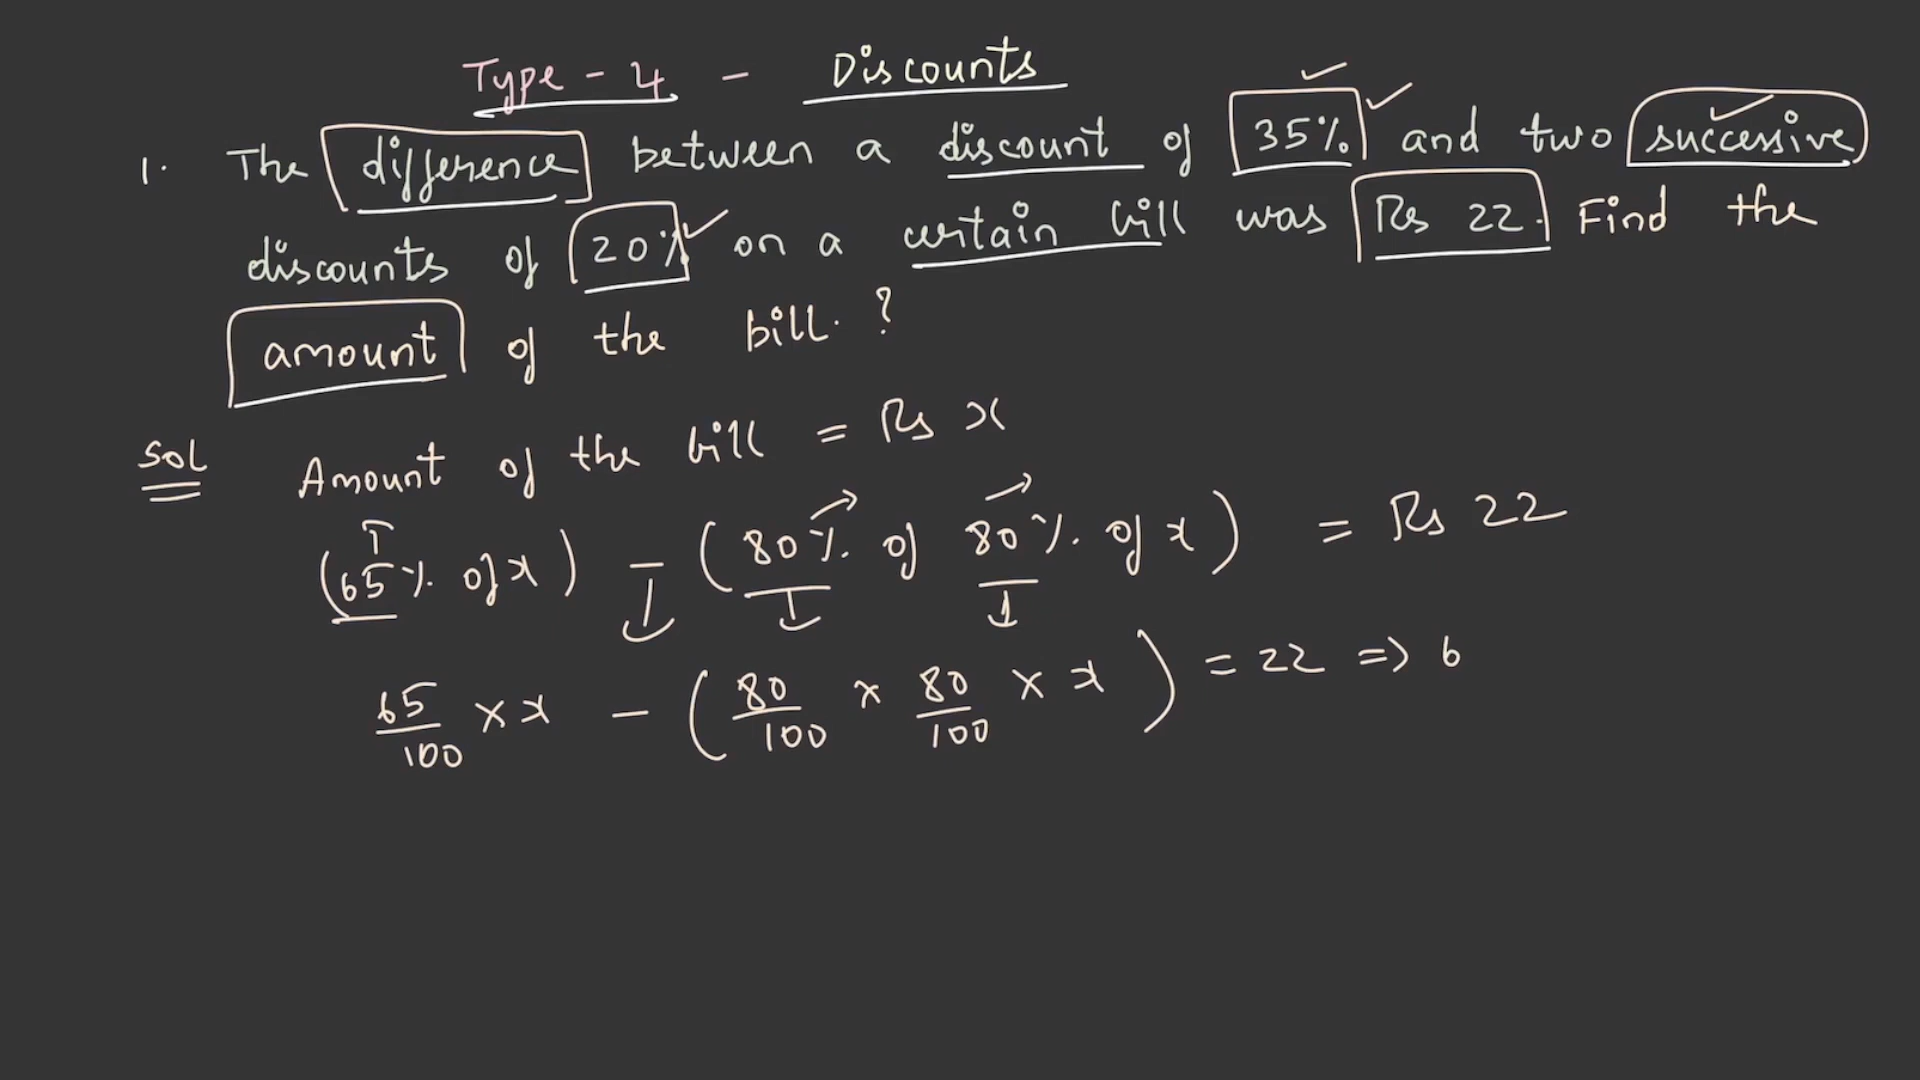 Type - 4 - Discounts
1. The difference between a discount of 35% and two successive
discounts of 20% on a certain bill was Rs 22. Find the
amount of the bill. ?
Sol Amount of the bill = Rs x
(65% of x) - (80% of 80% of x) = Rs 22
65/100 × x - (80/100 × 80/100 × x) = 22 => 6